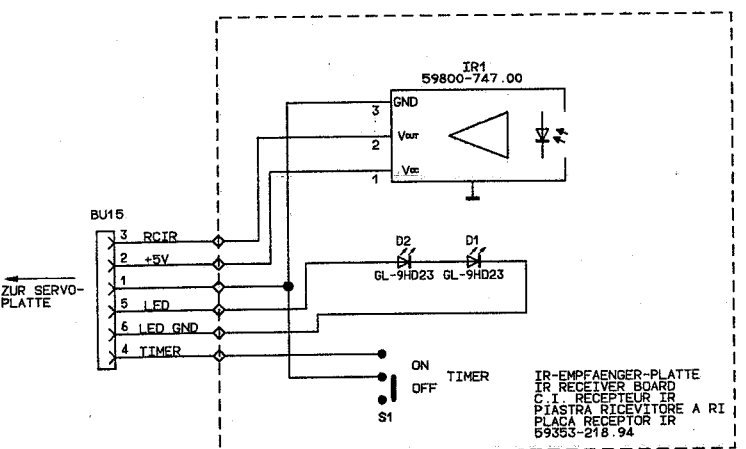 IR1
59800-747.00
3 GND
2 VOUT
1 VCC
BU15
3 RCIR
2 +5V
1
5 LED
6 LED GND
4 TIMER
ZUR SERVO-
PLATTE
D2 D1
GL-9HD23 GL-9HD23
ON
OFF
TIMER
S1
IR-EMPFAENGER-PLATTE
IR RECEIVER BOARD
C.I. RECEPTEUR IR
PIASTRA RICEVITORE A RI
PLACA RECEPTOR IR
59353-218.94